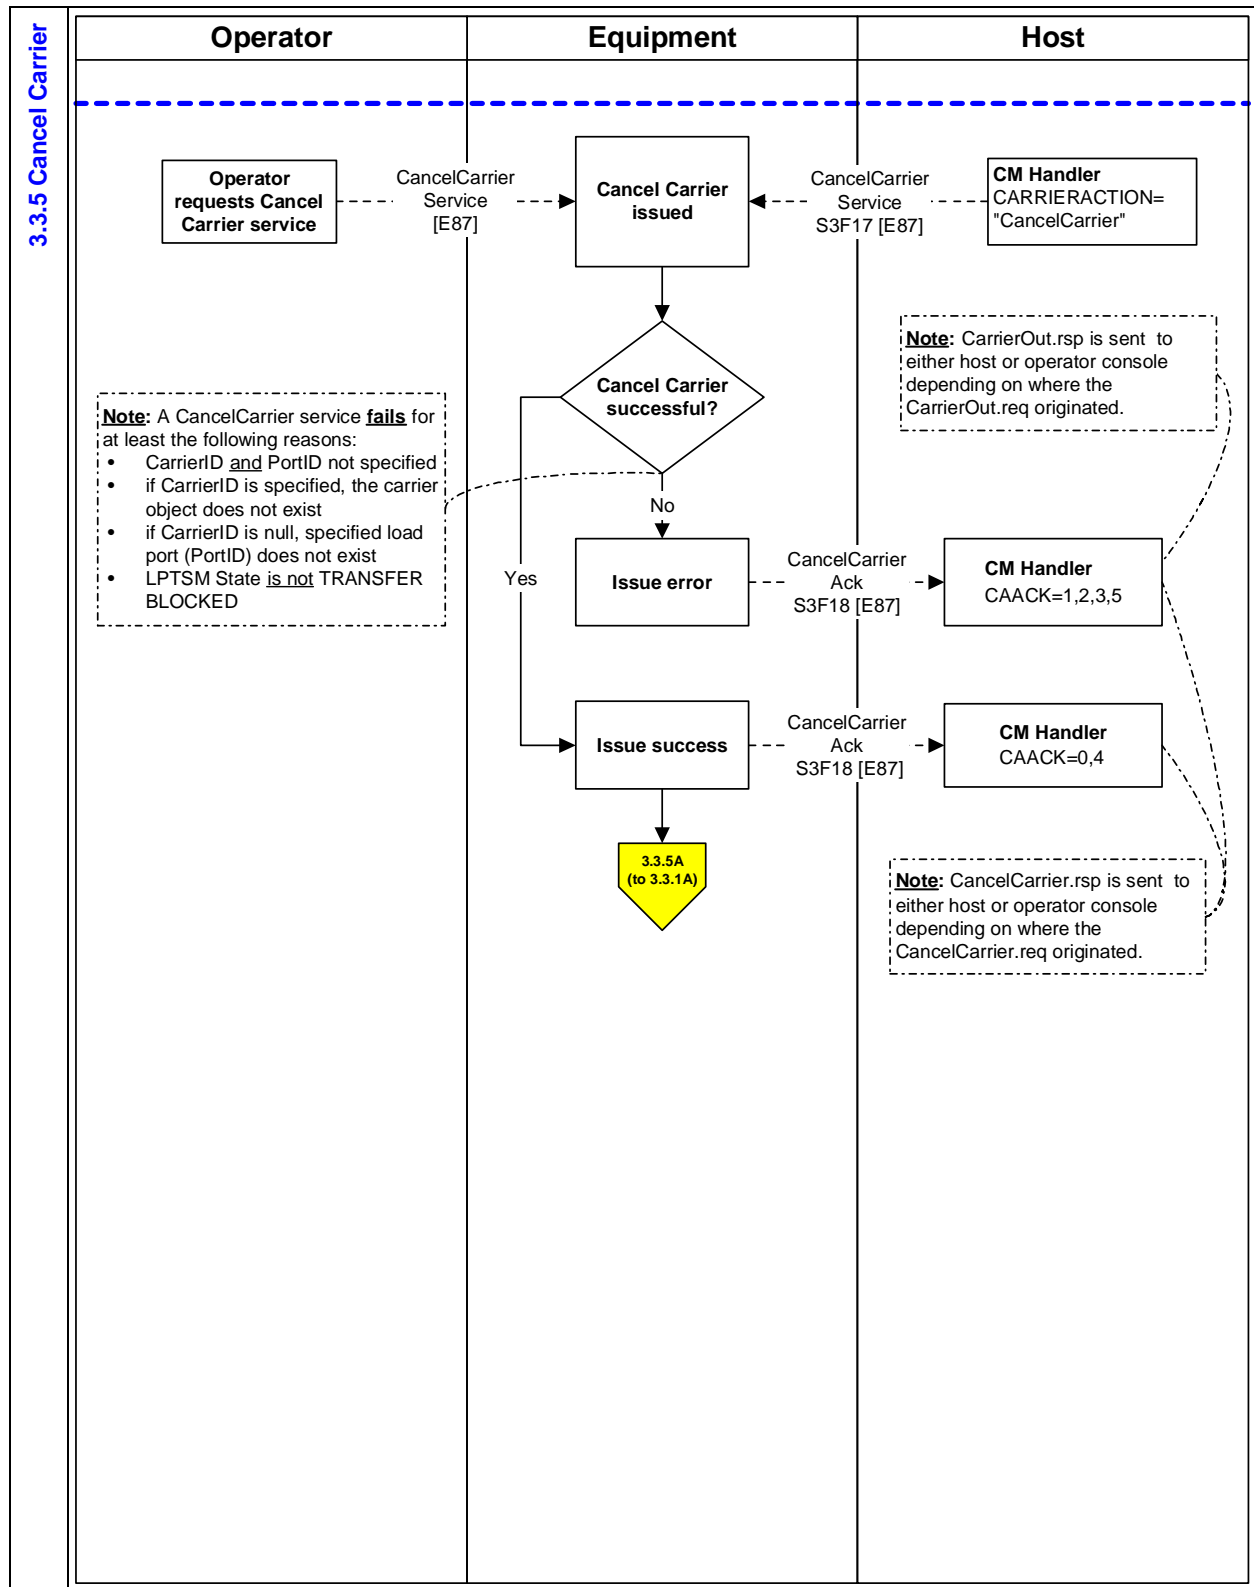 3.3.5 Cancel Carrier
Operator
Equipment
Host
Operator
requests Cancel
Carrier service
CancelCarrier
Service
[E87]
Cancel Carrier
issued
CancelCarrier
Service
S3F17 [E87]
CM Handler
CARRIERACTION=
"CancelCarrier"
Note: CarrierOut.rsp is sent to
either host or operator console
depending on where the
CarrierOut.req originated.
Cancel Carrier
successful?
Note: A CancelCarrier service fails for
at least the following reasons:
• CarrierID and PortID not specified
• if CarrierID is specified, the carrier
object does not exist
• if CarrierID is null, specified load
port (PortID) does not exist
• LPTSM State is not TRANSFER
BLOCKED
No
Yes
Issue error
CancelCarrier
Ack
S3F18 [E87]
CM Handler
CAACK=1,2,3,5
Issue success
CancelCarrier
Ack
S3F18 [E87]
CM Handler
CAACK=0,4
3.3.5A
(to 3.3.1A)
Note: CancelCarrier.rsp is sent to
either host or operator console
depending on where the
CancelCarrier.req originated.